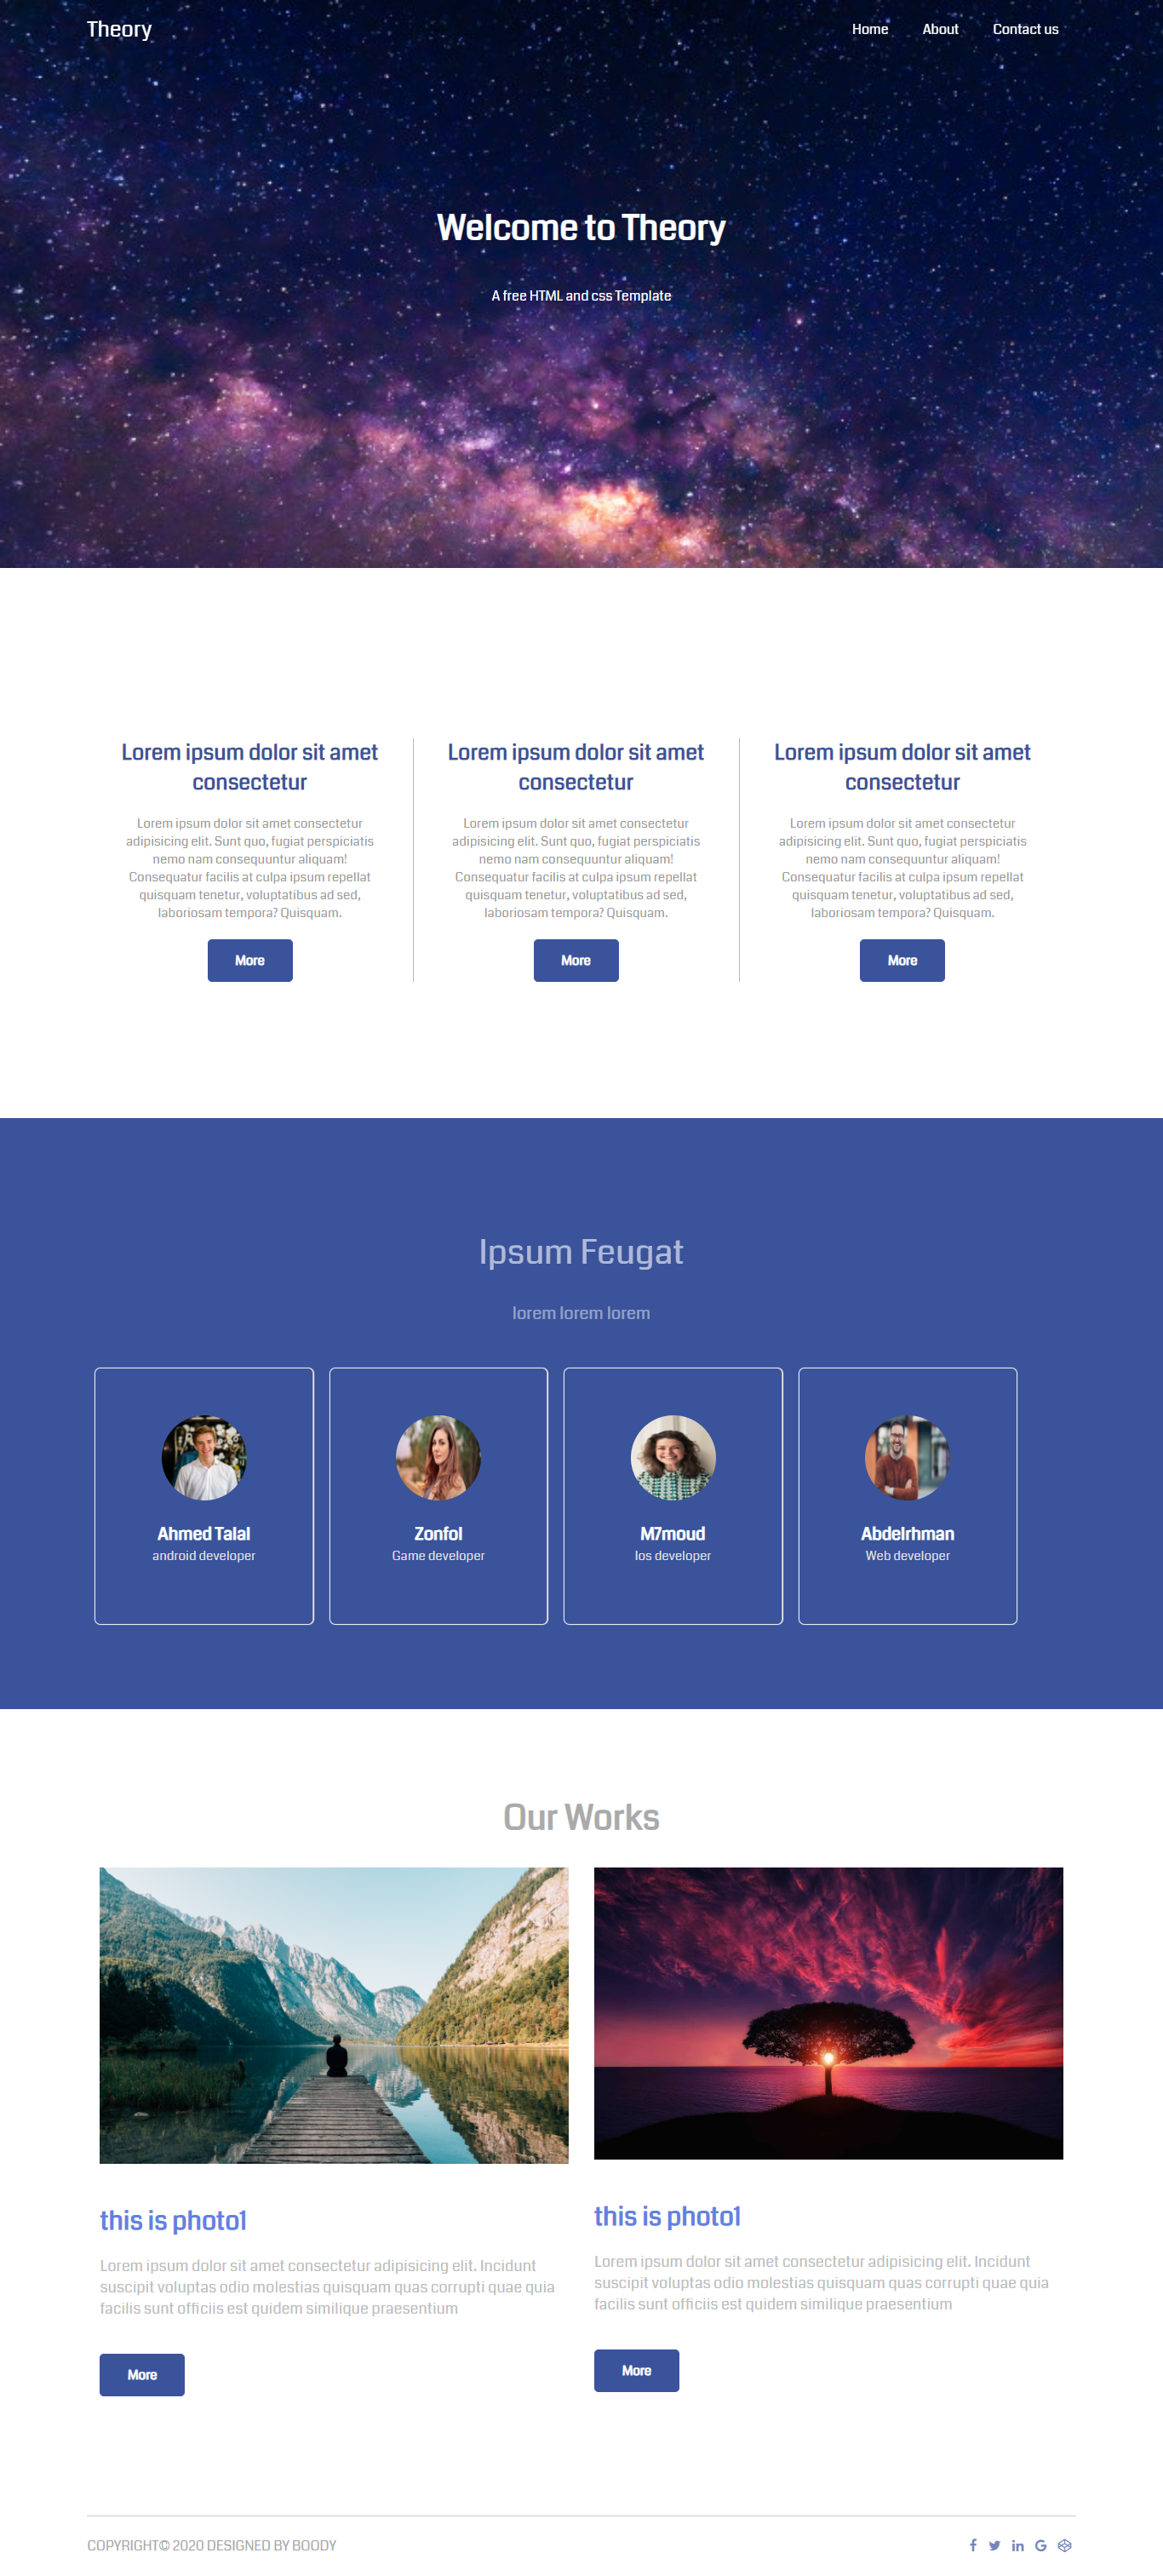 Theory
Home About Contact us
Welcome to Theory
A free HTML and css Template
Lorem ipsum dolor sit amet
consectetur
Lorem ipsum dolor sit amet consectetur
adipisicing elit. Sunt quo, fugiat perspiciatis
nemo nam consequuntur aliquam!
Consequatur facilis at culpa ipsum repellat
quisquam tenetur, voluptatibus ad sed,
laboriosam tempora? Quisquam.
More
Lorem ipsum dolor sit amet
consectetur
Lorem ipsum dolor sit amet consectetur
adipisicing elit. Sunt quo, fugiat perspiciatis
nemo nam consequuntur aliquam!
Consequatur facilis at culpa ipsum repellat
quisquam tenetur, voluptatibus ad sed,
laboriosam tempora? Quisquam.
More
Lorem ipsum dolor sit amet
consectetur
Lorem ipsum dolor sit amet consectetur
adipisicing elit. Sunt quo, fugiat perspiciatis
nemo nam consequuntur aliquam!
Consequatur facilis at culpa ipsum repellat
quisquam tenetur, voluptatibus ad sed,
laboriosam tempora? Quisquam.
More
Ipsum Feugat
lorem lorem lorem
Ahmed Talal
android developer
Zonfol
Game developer
M7moud
Ios developer
Abdelrhman
Web developer
Our Works
this is photo1
Lorem ipsum dolor sit amet consectetur adipisicing elit. Incidunt
suscipit voluptas odio molestias quisquam quas corrupti quae quia
facilis sunt officiis est quidem similique praesentium
More
this is photo1
Lorem ipsum dolor sit amet consectetur adipisicing elit. Incidunt
suscipit voluptas odio molestias quisquam quas corrupti quae quia
facilis sunt officiis est quidem similique praesentium
More
COPYRIGHT© 2020 DESIGNED BY BOODY